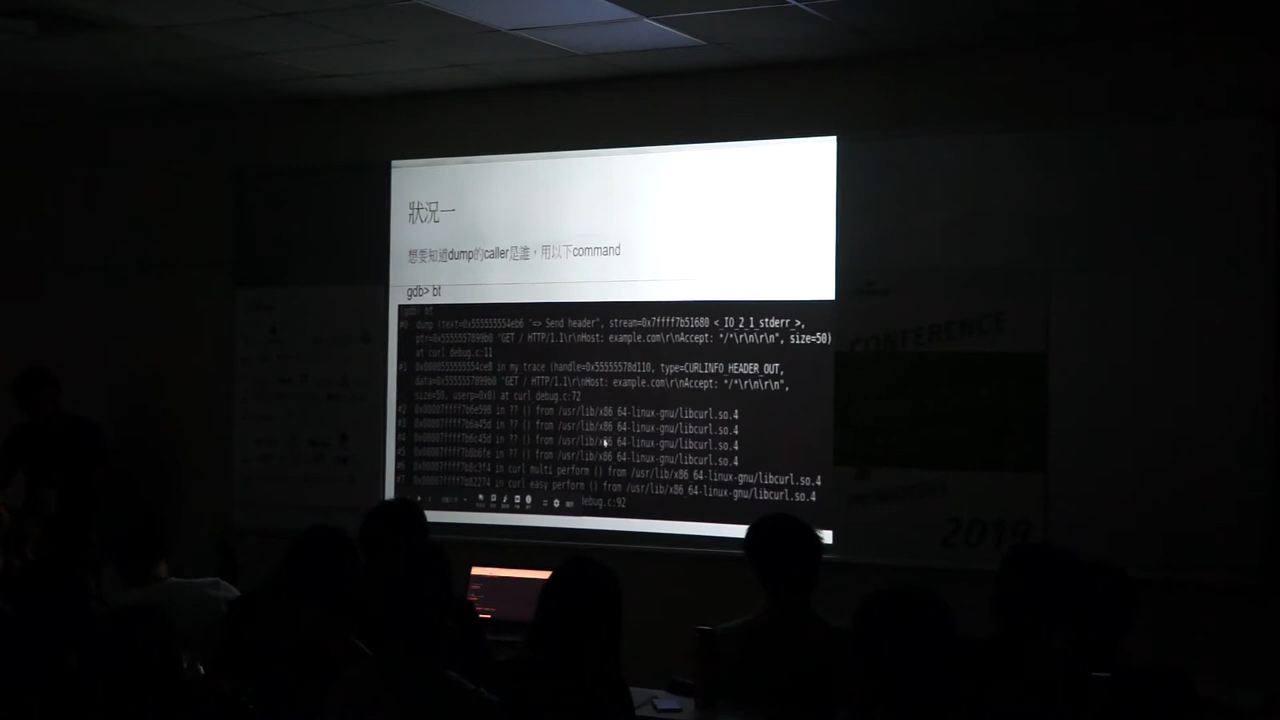 狀況一
想要知道dump的caller是誰，用以下command
gdb> bt
(gdb) bt
#0 dump (text=0x555555554eb6 "=> Send header", stream=0x7ffff7b51680 <_IO_2_1_stderr_>,
ptr=0x5555557899b0 "GET / HTTP/1.1\r\nHost: example.com\r\nAccept: */*\r\n\r\n", size=50)
at curl_debug.c:11
#1 0x0000555555554ce8 in my_trace (handle=0x55555578d110, type=CURLINFO_HEADER_OUT,
data=0x5555557899b0 "GET / HTTP/1.1\r\nHost: example.com\r\nAccept: */*\r\n\r\n",
size=50, userp=0x0) at curl_debug.c:72
#2 0x00007ffff7b6e598 in ?? () from /usr/lib/x86_64-linux-gnu/libcurl.so.4
#3 0x00007ffff7b6a45d in ?? () from /usr/lib/x86_64-linux-gnu/libcurl.so.4
#4 0x00007ffff7b6c45d in ?? () from /usr/lib/x86_64-linux-gnu/libcurl.so.4
#5 0x00007ffff7b8b6fe in ?? () from /usr/lib/x86_64-linux-gnu/libcurl.so.4
#6 0x00007ffff7b8c3f4 in curl_multi_perform () from /usr/lib/x86_64-linux-gnu/libcurl.so.4
#7 0x00007ffff7b82274 in curl_easy_perform () from /usr/lib/x86_64-linux-gnu/libcurl.so.4
debug.c:92
CONFERENCE
2019